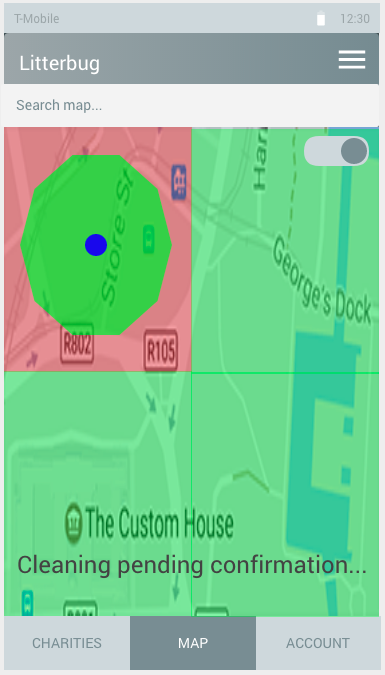 T-Mobile
12:30
Litterbug
Search map...
Store St
George's Dock
R802
R105
The Custom House
Cleaning pending confirmation...
CHARITIES
MAP
ACCOUNT